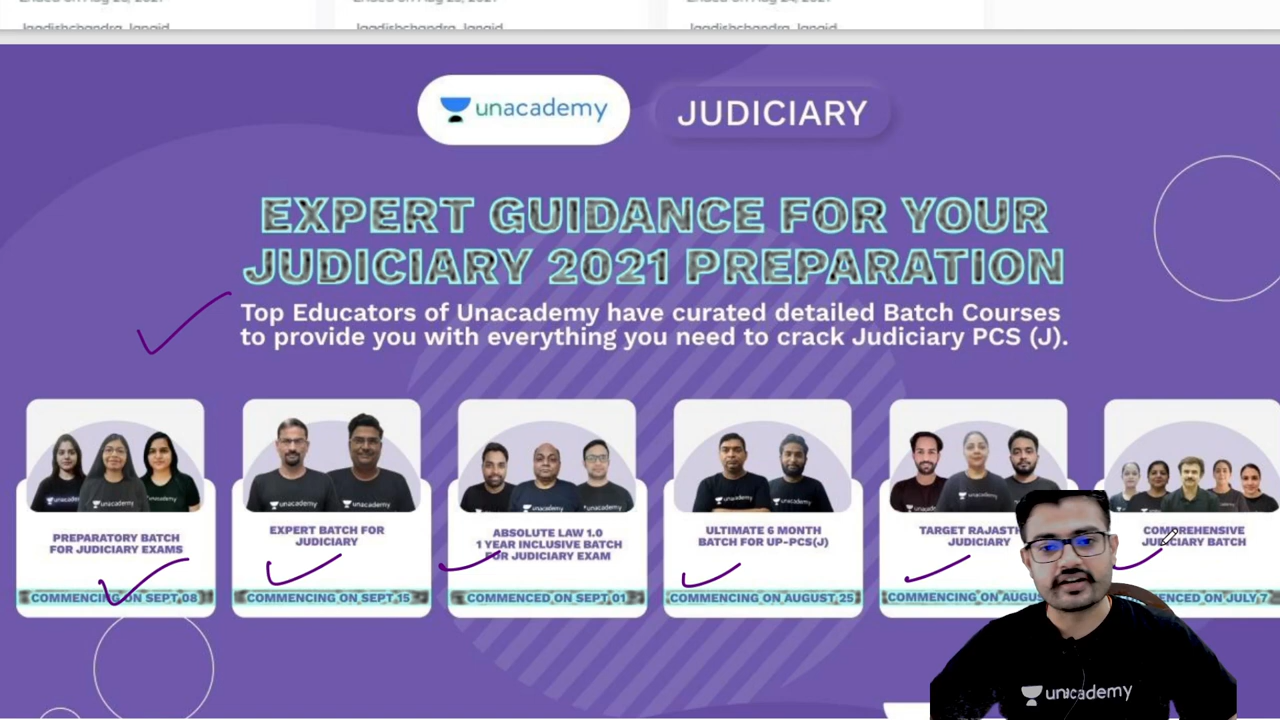 unacademy
JUDICIARY
EXPERT GUIDANCE FOR YOUR
JUDICIARY 2021 PREPARATION
Top Educators of Unacademy have curated detailed Batch Courses
to provide you with everything you need to crack Judiciary PCS (J).
PREPARATORY BATCH
FOR JUDICIARY EXAMS
COMMENCING ON SEPT 08
EXPERT BATCH FOR
JUDICIARY
COMMENCING ON SEPT 15
ABSOLUTE LAW 1.0
1 YEAR INCLUSIVE BATCH
FOR JUDICIARY EXAM
COMMENCED ON SEPT 01
ULTIMATE 6 MONTH
BATCH FOR UP-PCS(J)
COMMENCING ON AUGUST 25
TARGET
JUDICIARY
COMMENCING ON
COMPREHENSIVE
JUDICIARY BATCH
ON JULY 7
unacademy